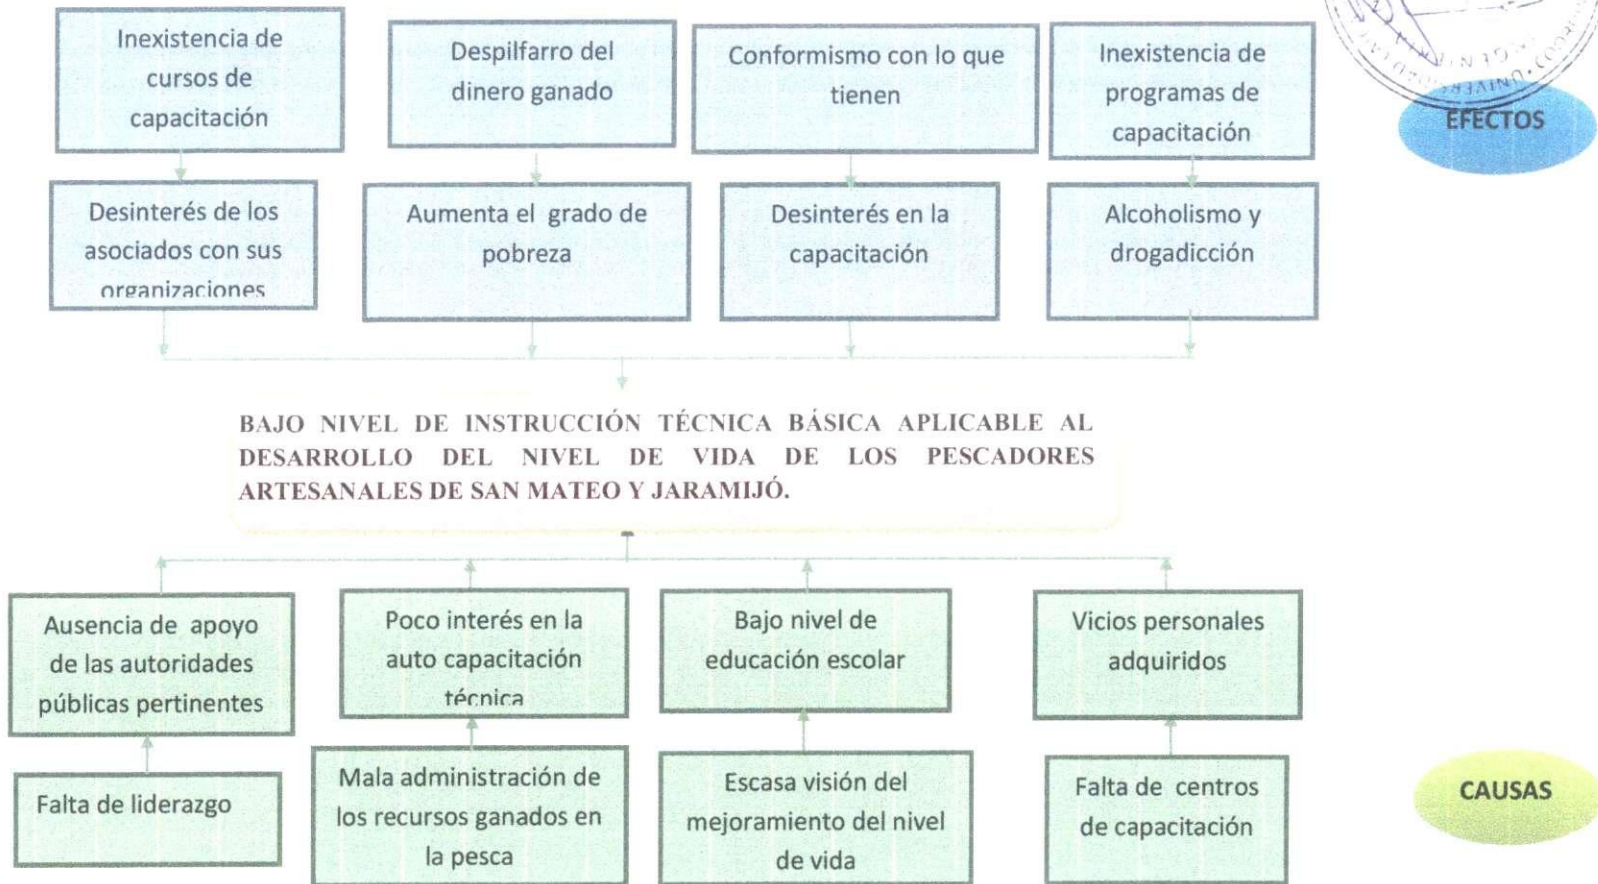 Inexistencia de
cursos de
capacitación
Despilfarro del
dinero ganado
Conformismo con lo que
tienen
Inexistencia de
programas de
capacitación
EFECTOS
Desinterés de los
asociados con sus
organizaciones
Aumenta el grado de
pobreza
Desinterés en la
capacitación
Alcoholismo y
drogadicción
BAJO NIVEL DE INSTRUCCIÓN TÉCNICA BÁSICA APLICABLE AL
DESARROLLO DEL NIVEL DE VIDA DE LOS PESCADORES
ARTESANALES DE SAN MATEO Y JARAMIJÓ.
Ausencia de apoyo
de las autoridades
públicas pertinentes
Poco interés en la
auto capacitación
técnica
Bajo nivel de
educación escolar
Vicios personales
adquiridos
Falta de liderazgo
Mala administración de
los recursos ganados en
la pesca
Escasa visión del
mejoramiento del nivel
de vida
Falta de centros
de capacitación
CAUSAS